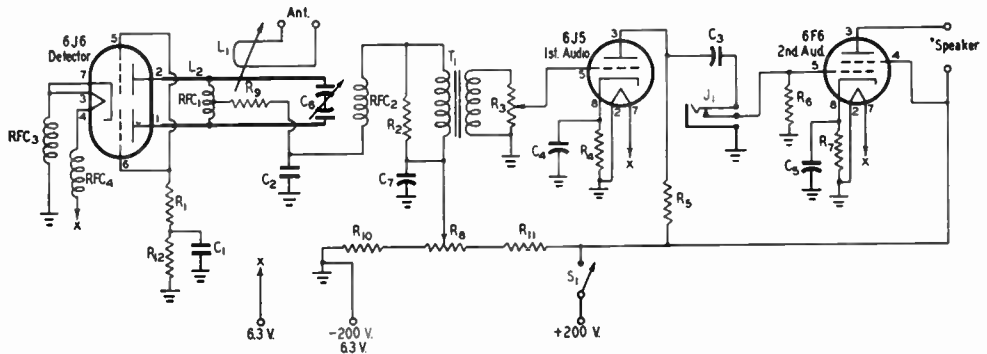 6J6
Detector
5
7
3
4
2
1
6
L₁
Ant.
L₂
RFC₁
R₉
C₆
RFC₃
RFC₄
X
R₁
R₁₂
C₁
C₂
RFC₂
R₂
C₇
T₁
R₃
6J5
1st. Audio
3
5
8
2
7
C₄
R₄
X
C₃
J₁
R₅
6F6
2nd Aud.
3
4
5
8
2
7
R₆
C₅
R₇
X
*Speaker
R₁₀
R₈
R₁₁
S₁
X
6.3 V.
-200 V.
6.3 V.
+200 V.